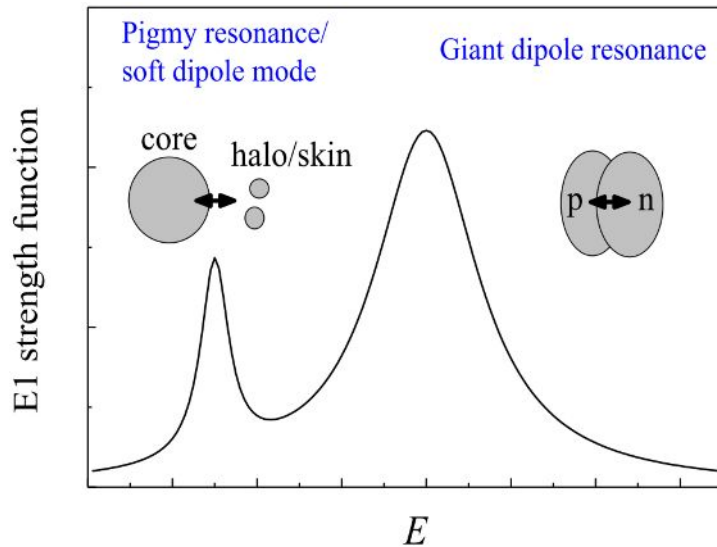 Pigmy resonance/
soft dipole mode
Giant dipole resonance
core
halo/skin
p
n
E1 strength function
E